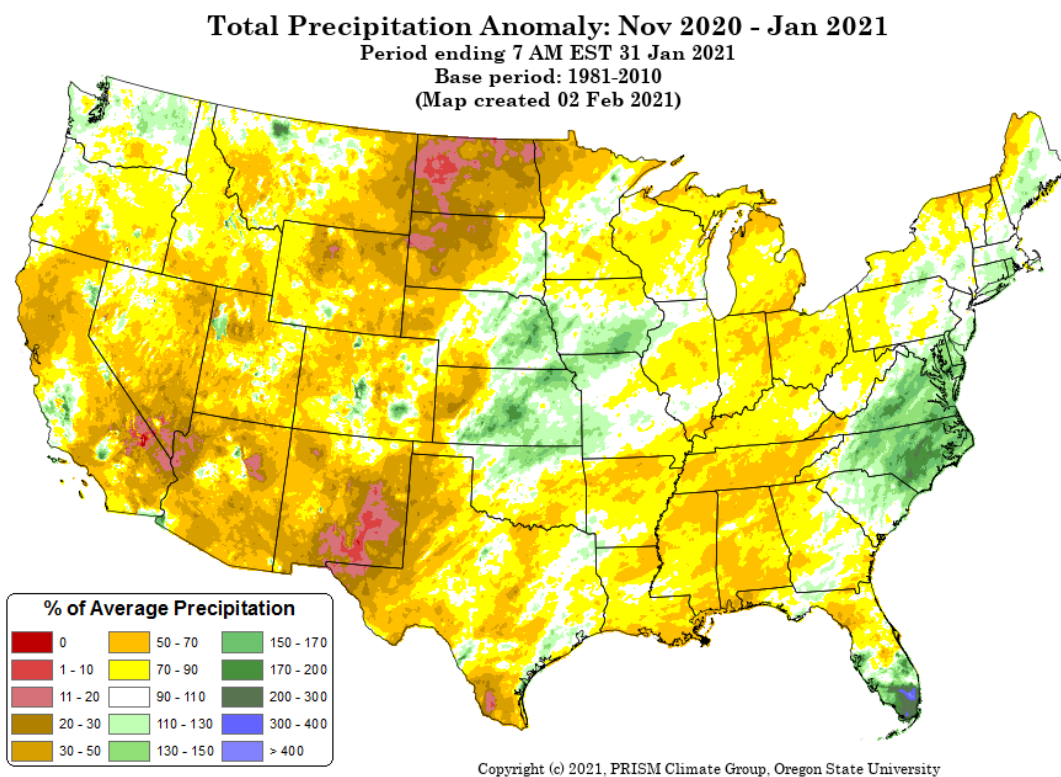 Total Precipitation Anomaly: Nov 2020 - Jan 2021
Period ending 7 AM EST 31 Jan 2021
Base period: 1981-2010
(Map created 02 Feb 2021)
% of Average Precipitation
0
50 - 70
150 - 170
1 - 10
70 - 90
170 - 200
11 - 20
90 - 110
200 - 300
20 - 30
110 - 130
300 - 400
30 - 50
130 - 150
> 400
Copyright (c) 2021, PRISM Climate Group, Oregon State University